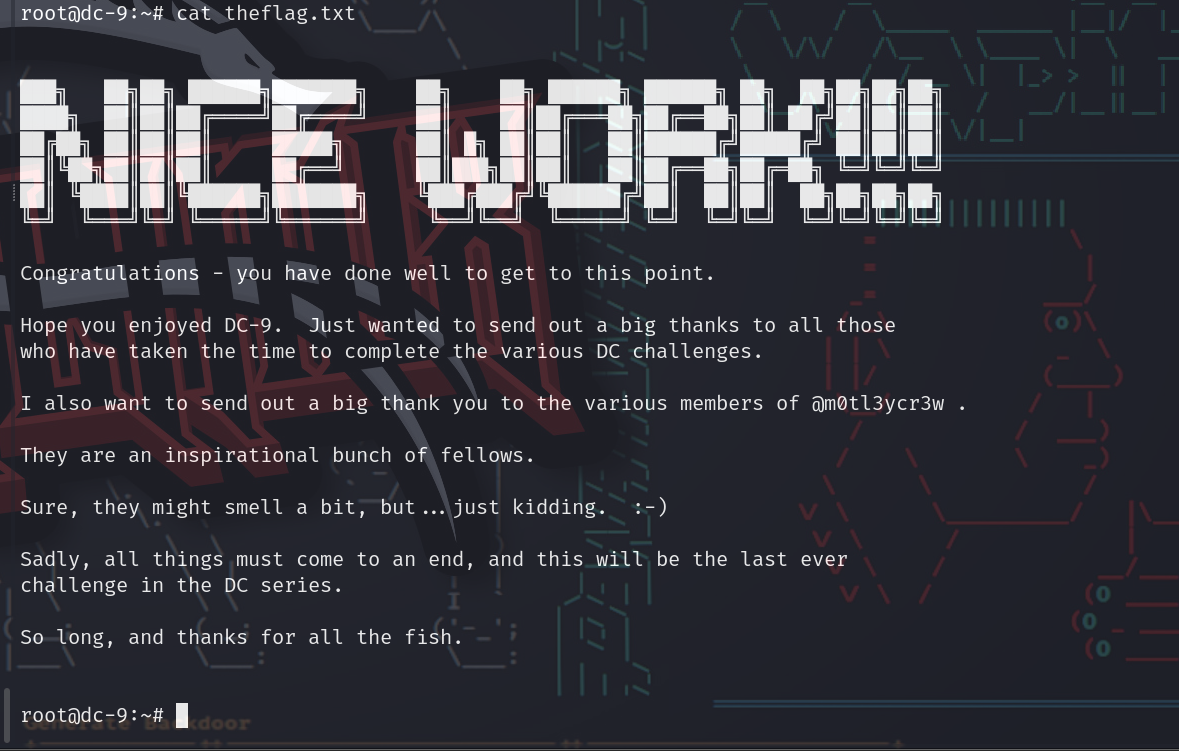 root@dc-9:~# cat theflag.txt
NICE WORK!!!
Congratulations - you have done well to get to this point.
Hope you enjoyed DC-9.  Just wanted to send out a big thanks to all those
who have taken the time to complete the various DC challenges.
I also want to send out a big thank you to the various members of @m0tl3ycr3w .
They are an inspirational bunch of fellows.
Sure, they might smell a bit, but...just kidding.  :-)
Sadly, all things must come to an end, and this will be the last ever
challenge in the DC series.
So long, and thanks for all the fish.
root@dc-9:~#
Generate Backdoor